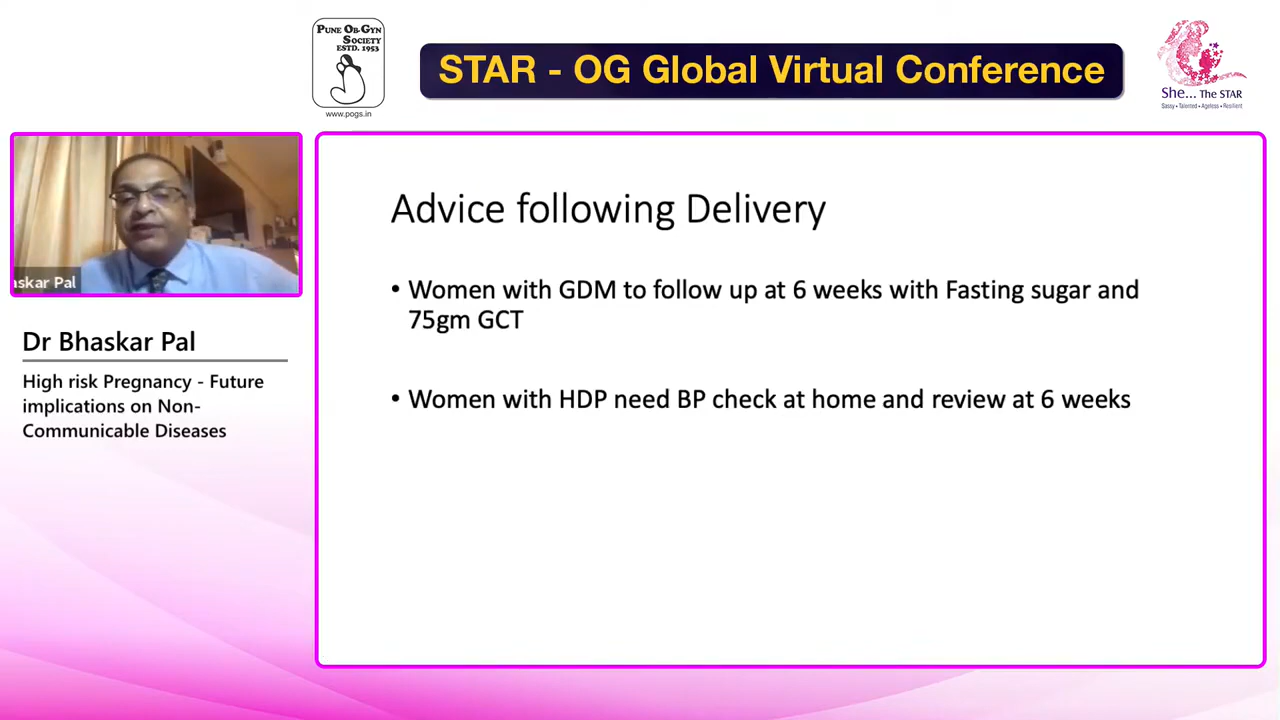 PUNE OB-GYN
SOCIETY
ESTD. 1953
www.pogs.in
STAR - OG Global Virtual Conference
She... The STAR
Sassy • Talented • Ageless • Resilient
askar Pal
Dr Bhaskar Pal
High risk Pregnancy - Future
implications on Non-
Communicable Diseases
Advice following Delivery
• Women with GDM to follow up at 6 weeks with Fasting sugar and
75gm GCT
• Women with HDP need BP check at home and review at 6 weeks